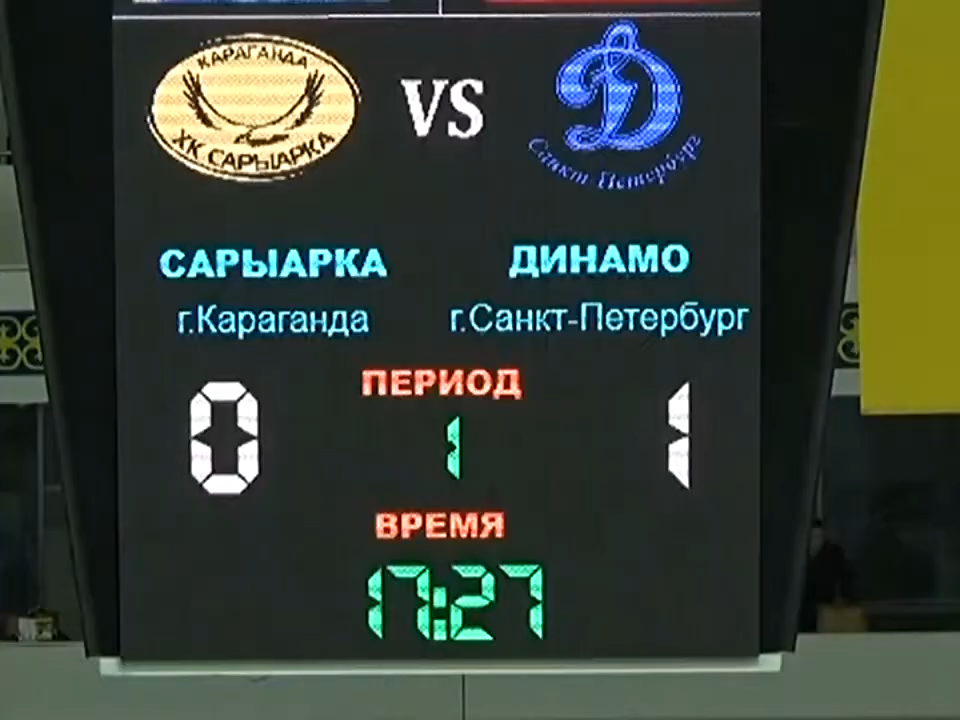 КАРАГАНДА
ХК САРЫАРКА
VS
Д
Санкт Петербург
САРЫАРКА
ДИНАМО
г.Караганда
г.Санкт-Петербург
ПЕРИОД
0
1
1
ВРЕМЯ
17:27